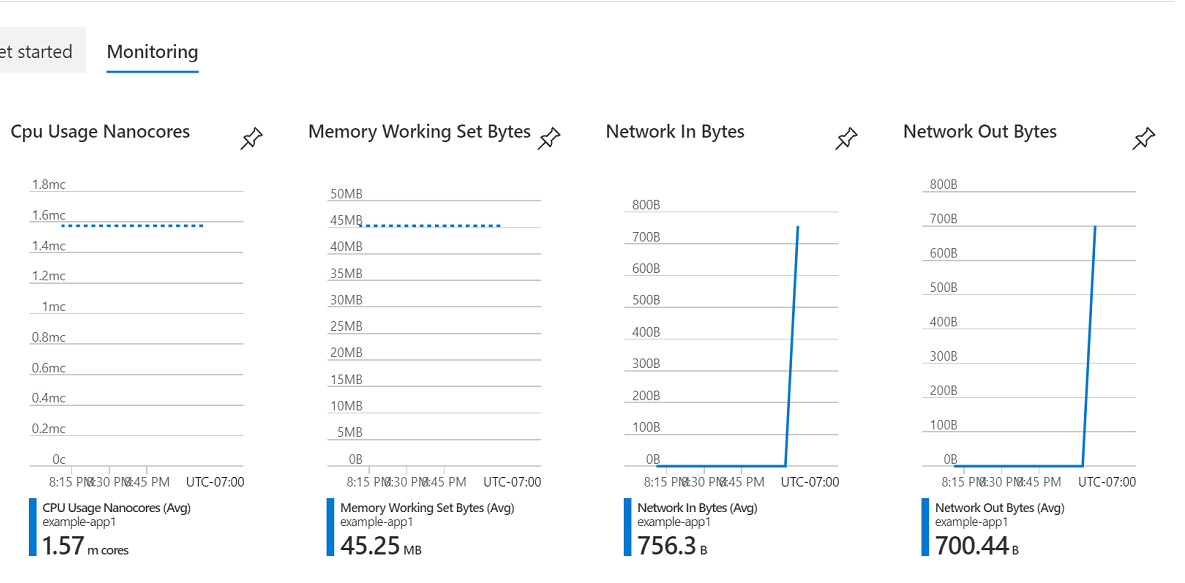 et started
Monitoring
Cpu Usage Nanocores
1.8mc
1.6mc
1.4mc
1.2mc
1mc
0.8mc
0.6mc
0.4mc
0.2mc
0c
8:15 PM 8:30 PM 8:45 PM UTC-07:00
CPU Usage Nanocores (Avg)
example-app1
1.57 m cores
Memory Working Set Bytes
50MB
45MB
40MB
35MB
30MB
25MB
20MB
15MB
10MB
5MB
0B
8:15 PM 8:30 PM 8:45 PM UTC-07:00
Memory Working Set Bytes (Avg)
example-app1
45.25 MB
Network In Bytes
800B
700B
600B
500B
400B
300B
200B
100B
0B
8:15 PM 8:30 PM 8:45 PM UTC-07:00
Network In Bytes (Avg)
example-app1
756.3 B
Network Out Bytes
800B
700B
600B
500B
400B
300B
200B
100B
0B
8:15 PM 8:30 PM 8:45 PM UTC-07:00
Network Out Bytes (Avg)
example-app1
700.44 B